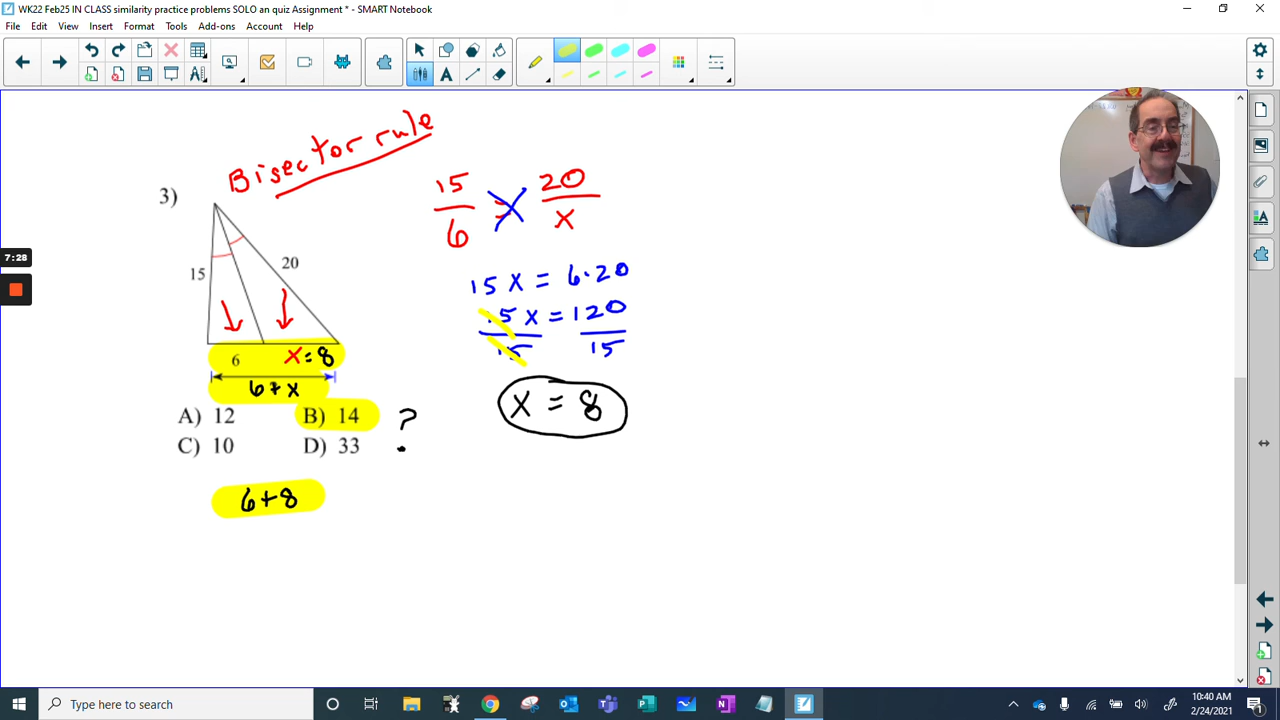 WK22 Feb25 IN CLASS similarity practice problems SOLO an quiz Assignment * - SMART Notebook
File Edit View Insert Format Tools Add-ons Account Help
Bisector rule
3)
15
20
6
x = 8
6 + x
A) 12
B) 14
?
C) 10
D) 33
6+8
15
6
=
20
x
15 x = 6·20
15 x = 120
15
15
x = 8
7:28
Type here to search
10:40 AM
2/24/2021
1